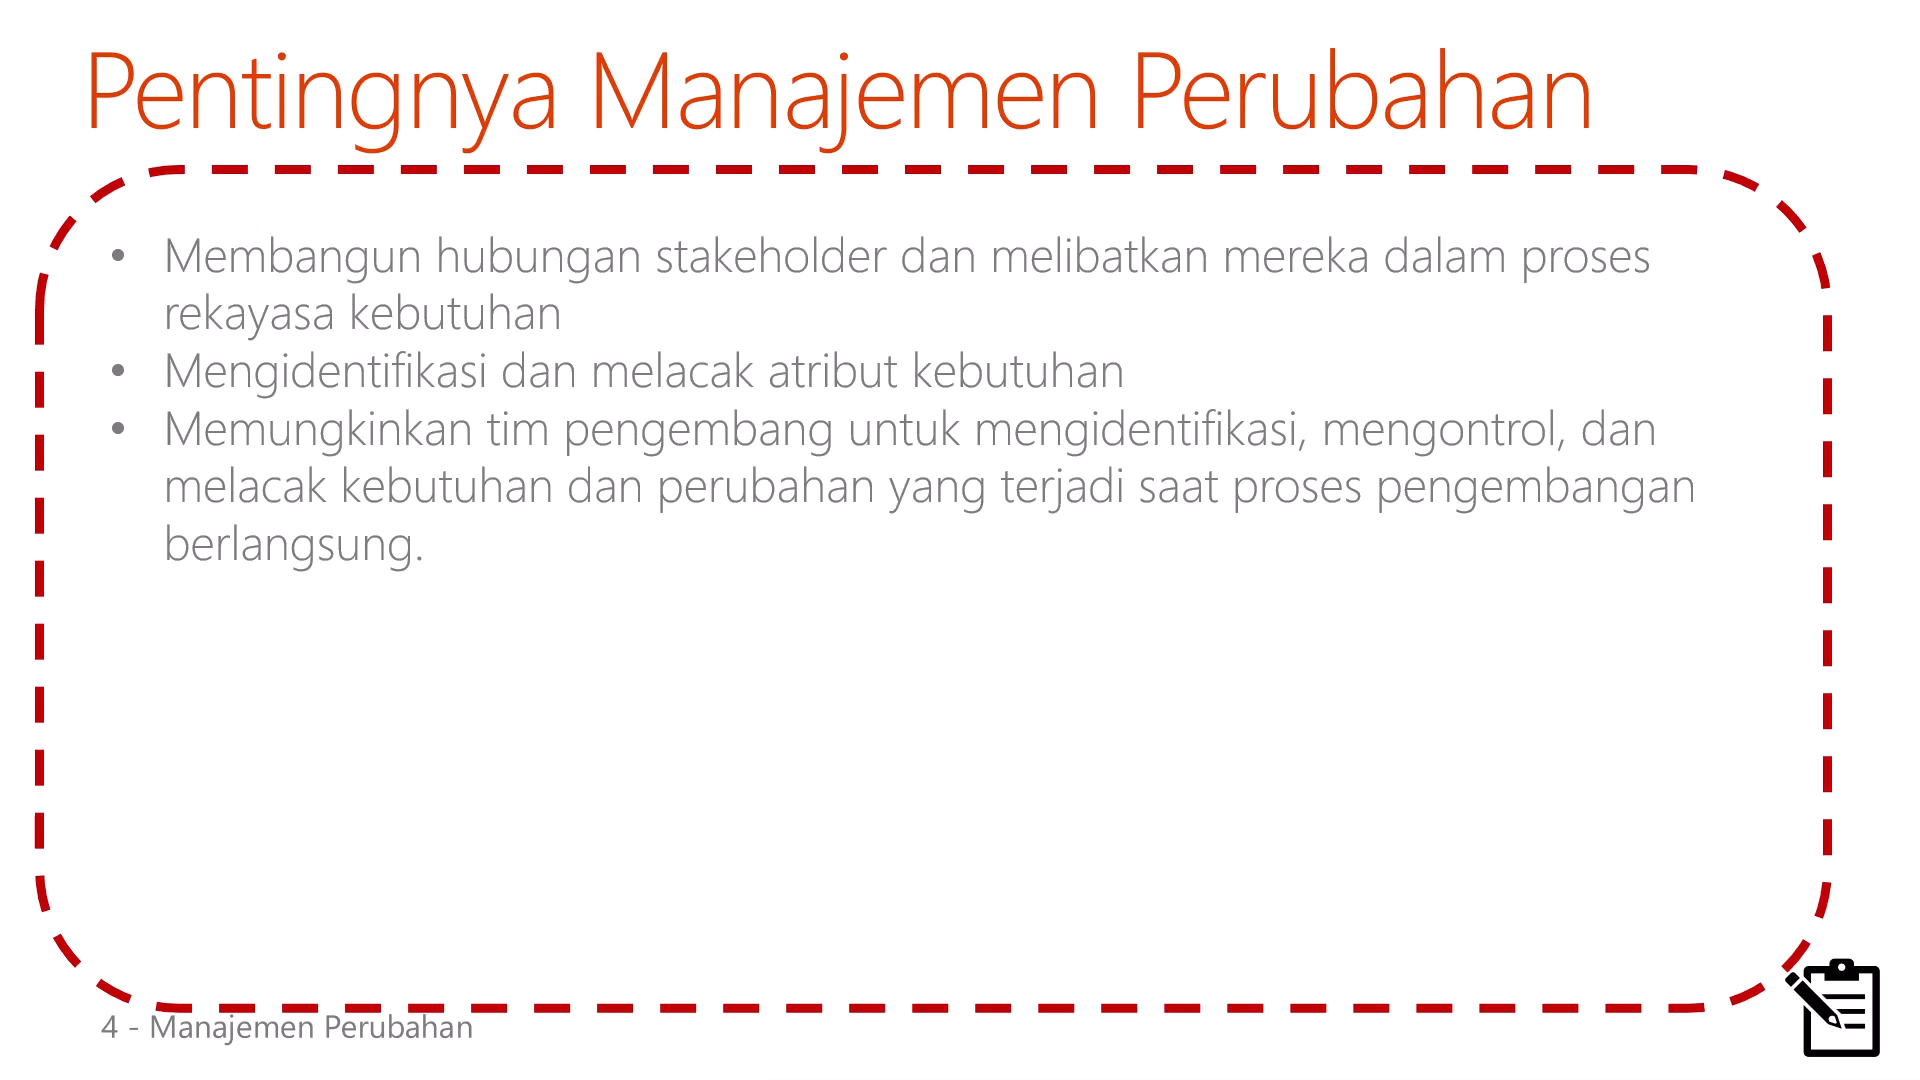 Pentingnya Manajemen Perubahan
• Membangun hubungan stakeholder dan melibatkan mereka dalam proses
rekayasa kebutuhan
• Mengidentifikasi dan melacak atribut kebutuhan
• Memungkinkan tim pengembang untuk mengidentifikasi, mengontrol, dan
melacak kebutuhan dan perubahan yang terjadi saat proses pengembangan
berlangsung.
4 - Manajemen Perubahan